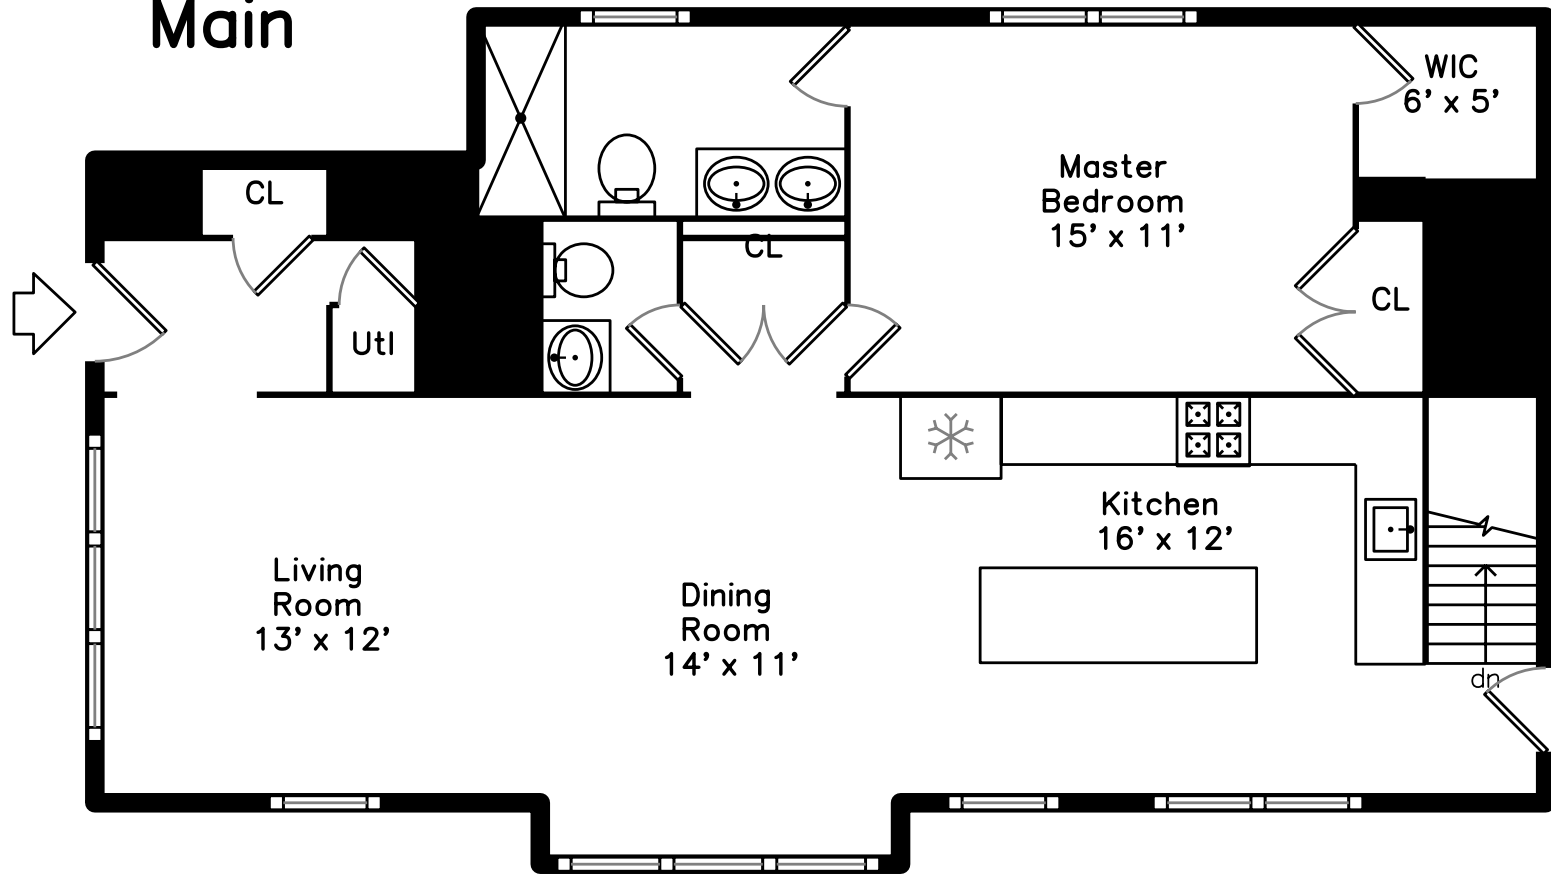 Main
WIC
6' x 5'
CL
Master
Bedroom
15' x 11'
CL
CL
Utl
Kitchen
16' x 12'
Living
Room
13' x 12'
Dining
Room
14' x 11'
dn